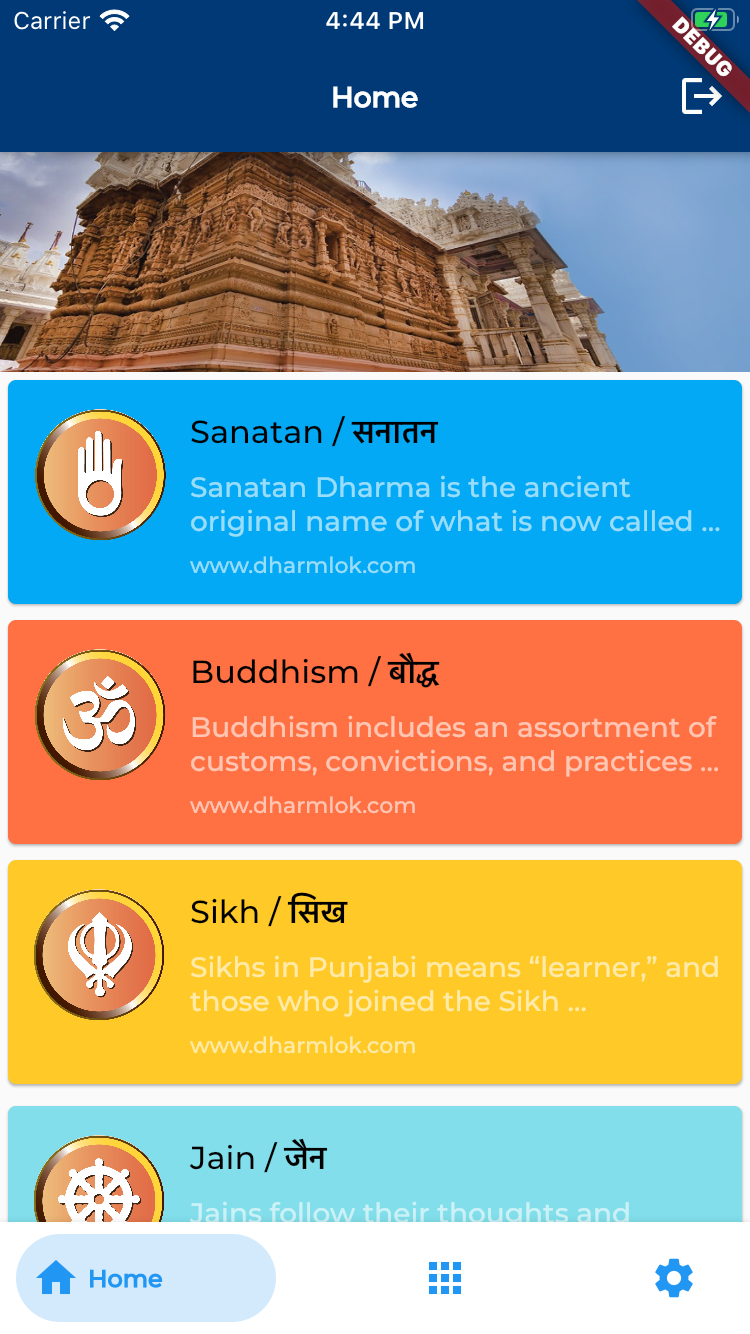 Carrier 4:44 PM
DEBUG
Home
Sanatan / सनातन
Sanatan Dharma is the ancient
original name of what is now called ...
www.dharmlok.com
Buddhism / बौद्ध
Buddhism includes an assortment of
customs, convictions, and practices ...
www.dharmlok.com
Sikh / सिख
Sikhs in Punjabi means “learner,” and
those who joined the Sikh ...
www.dharmlok.com
Jain / जैन
Jains follow their thoughts and
Home